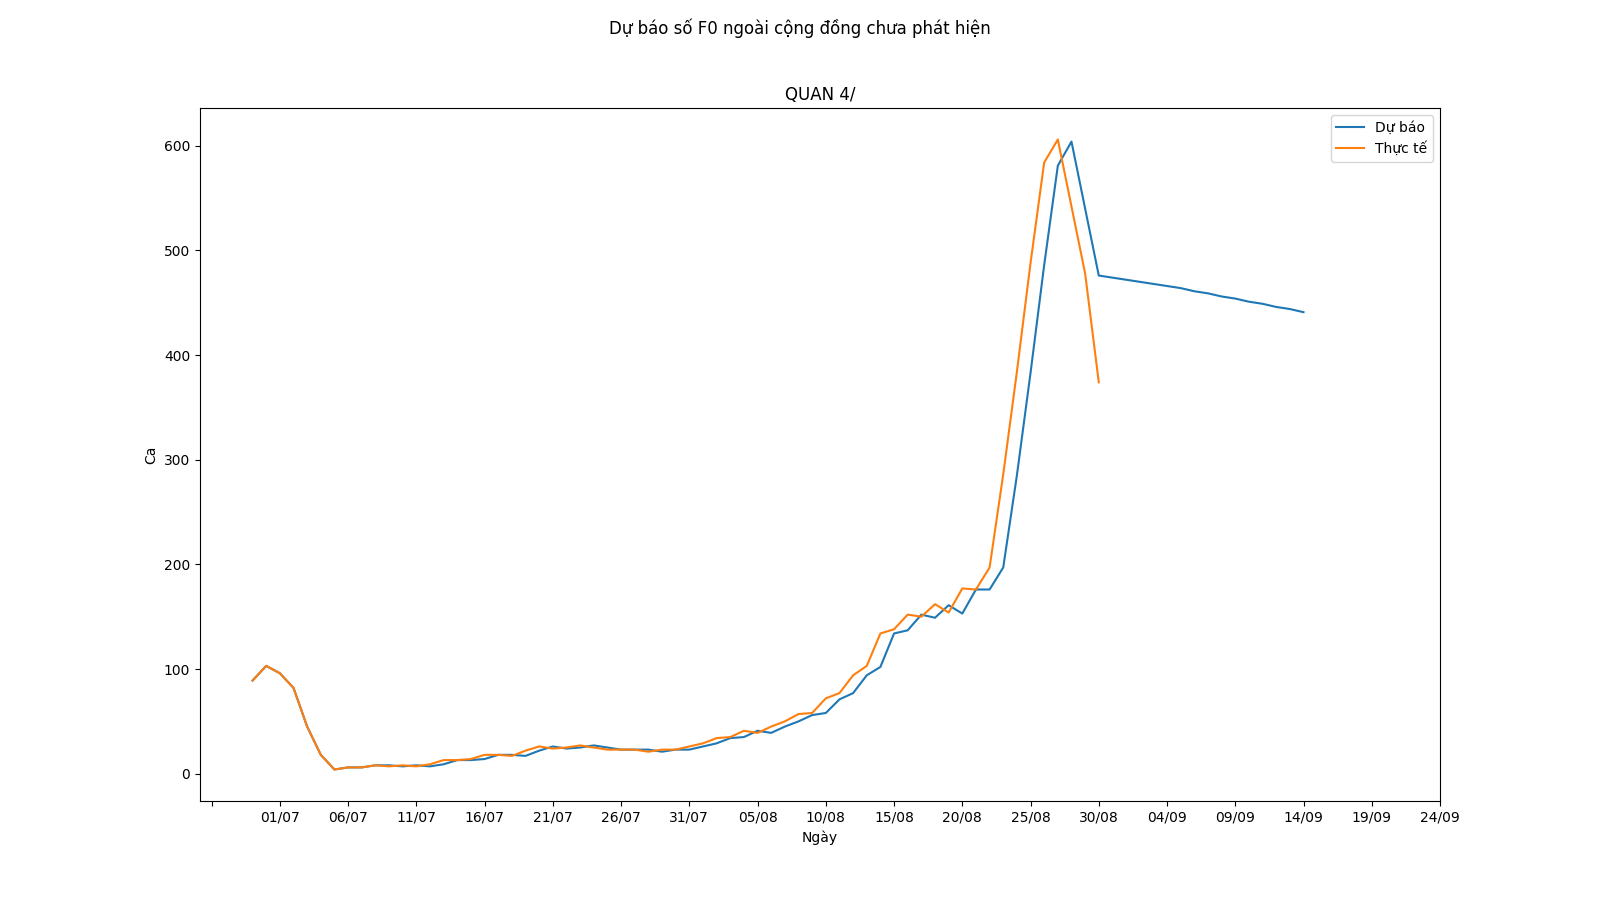 Dự báo số F0 ngoài cộng đồng chưa phát hiện
QUAN 4/
Dự báo
Thực tế
600
500
400
300
200
100
0
Ca
01/07 06/07 11/07 16/07 21/07 26/07 31/07 05/08 10/08 15/08 20/08 25/08 30/08 04/09 09/09 14/09 19/09 24/09
Ngày